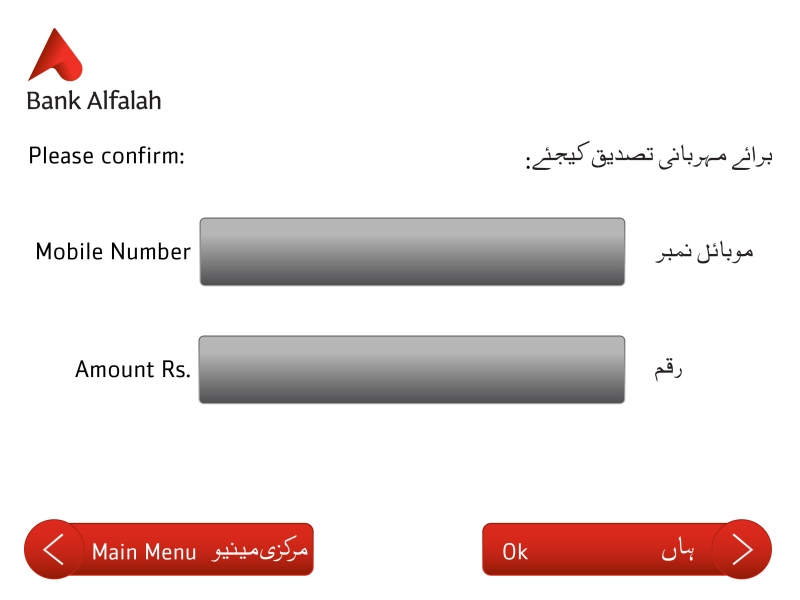 Bank Alfalah
Please confirm: برائے مہربانی تصدیق کیجئے:
Mobile Number موبائل نمبر
Amount Rs. رقم
Main Menu مرکزی مینیو Ok ہاں